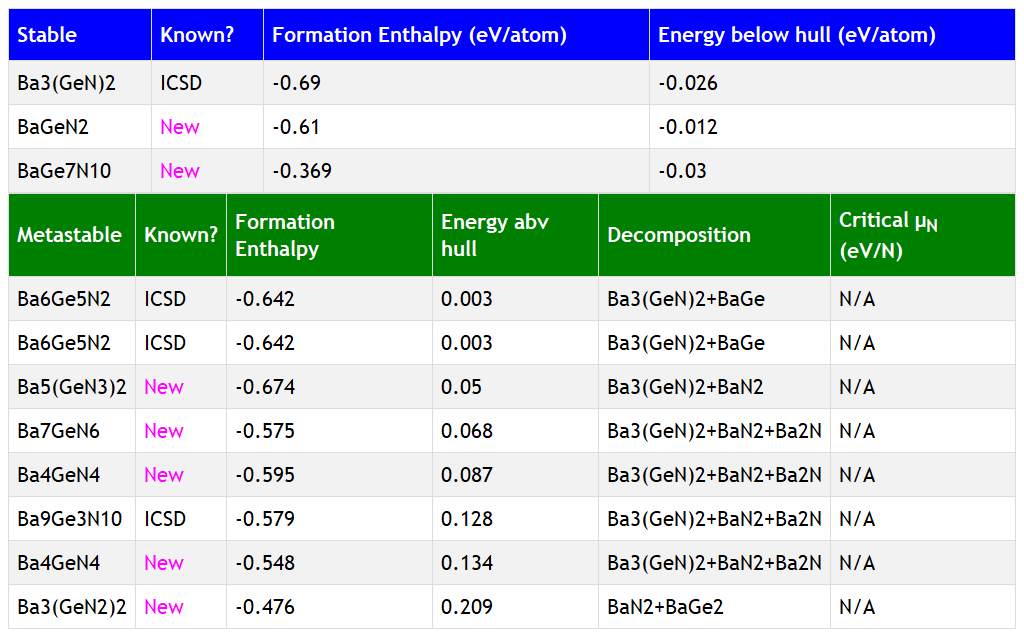 Stable Known? Formation Enthalpy (eV/atom) Energy below hull (eV/atom)
Ba3(GeN)2 ICSD -0.69 -0.026
BaGeN2 New -0.61 -0.012
BaGe7N10 New -0.369 -0.03
Metastable Known? Formation Enthalpy Energy abv hull Decomposition Critical μN (eV/N)
Ba6Ge5N2 ICSD -0.642 0.003 Ba3(GeN)2+BaGe N/A
Ba6Ge5N2 ICSD -0.642 0.003 Ba3(GeN)2+BaGe N/A
Ba5(GeN3)2 New -0.674 0.05 Ba3(GeN)2+BaN2 N/A
Ba7GeN6 New -0.575 0.068 Ba3(GeN)2+BaN2+Ba2N N/A
Ba4GeN4 New -0.595 0.087 Ba3(GeN)2+BaN2+Ba2N N/A
Ba9Ge3N10 ICSD -0.579 0.128 Ba3(GeN)2+BaN2+Ba2N N/A
Ba4GeN4 New -0.548 0.134 Ba3(GeN)2+BaN2+Ba2N N/A
Ba3(GeN2)2 New -0.476 0.209 BaN2+BaGe2 N/A